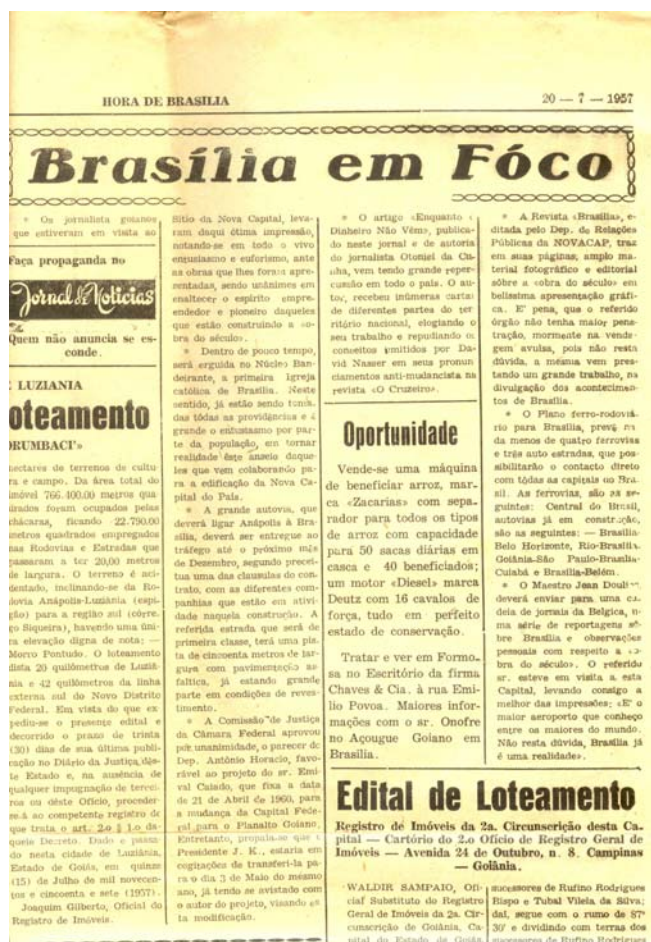 HORA DE BRASILIA
20 — 7 — 1957
Brasília em Fóco
* Os jornalista goianos
que estiveram em visita ao
Faça propaganda no
Jornal de Noticias
Quem não anuncia se es-
conde.
LUZIANIA
oteamento
ORUMBACI'»
hectares de terrenos de cultu
ra e campo. Da área total do
imóvel 766.400.00 metros qua
drados foram ocupados pelas
chácaras, ficando 22.790.00
metros quadrados empregados
nas Rodovias e Estradas que
passaram a ter 20,00 metros
de largura. O terreno é aci-
dentado, inclinando-se da Ro-
dovia Anápolis-Luziânia (espi-
gão) para a região sul (córre-
go Siqueira), havendo uma úni-
ca elevação digna de nota; —
Morro Pontudo. O loteamento
dista 20 quilômetros de Luziâ-
nia e 42 quilômetros da linha
externa sul do Novo Distrito
Federal. Em vista do que ex
pediu-se o presente edital e
decorrido o prazo de trinta
(30) dias de sua última publi-
cação no Diário da Justiça dês-
te Estado e, na ausência de
qualquer impugnação de tercei-
ros ou dêste Ofício, proceder-
se-á ao competente registro de
que trata o art. 2.o § 1.o da-
quele Decreto. Dado e passa-
do nesta cidade de Luziânia,
Estado de Goiás, em quinze
(15) de Julho de mil novecen-
tos e cincoenta e sete (1957).
Joaquim Gilberto, Oficial do
Registro de Imóveis.
Sítio da Nova Capital, leva-
ram daqui ótima impressão,
notando-se em todo o vivo
entusiasmo e euforismo, ante
as obras que lhes foram apre-
sentadas, sendo unânimes em
enaltecer o espírito empre-
endedor e pioneiro daqueles
que estão construindo a «o-
bra do século».
* Dentro de pouco tempo,
será erguida no Núcleo Ban-
deirante, a primeira igreja
católica de Brasilia. Neste
sentido, já estão sendo toma-
das tôdas as providências e é
grande o entusiasmo por par-
te da população, em tornar
realidade êste anseio daque-
les que vem colaborando pa-
ra a edificação da Nova Ca-
pital do País.
* A grande autovia, que
deverá ligar Anápolis à Bra-
silia, deverá ser entregue ao
tráfego até o próximo mês
de Dezembro, segundo precei-
tua uma das clausulas do con-
trato, com as diferentes com-
panhias que estão em ativi-
dade naquela construção. A
referida estrada que será de
primeira classe, terá uma pis-
ta de cincoenta metros de lar-
gura com pavimentação as-
faltica, já estando grande
parte em condições de reves-
timento.
* A Comissão de Justiça
da Câmara Federal aprovou
por unanimidade, o parecer do
Dep. Antônio Horacio, favo-
rável ao projeto do sr. Emi-
val Caiado, que fixa a data
de 21 de Abril de 1960, para
a mudança da Capital Fede-
ral para o Planalto Goiano.
Entretanto, propala-se que o
Presidente J. K., estaria em
cogitações de transferi-la pa-
ra o dia 3 de Maio do mesmo
ano, já tendo se avistado com
o autor do projeto, visando es
ta modificação.
* O artigo «Enquanto o
Dinheiro Não Vêm», publica-
do neste jornal e de autoria
do jornalista Otoniel da Cu-
nha, vem tendo grande reper-
cussão em todo o país. O au-
tor, recebeu inúmeras cartas
de diferentes partes do ter
ritório nacional, elogiando o
seu trabalho e repudiando os
conceitos emitidos por Da-
vid Nasser em seus pronun
ciamentos anti-mudancista na
revista «O Cruzeiro».
Oportunidade
Vende-se uma máquina
de beneficiar arroz, mar-
ca «Zacarias» com sepa-
rador para todos os tipos
de arroz com capacidade
para 50 sacas diárias em
casca e 40 beneficiados;
um motor «Diesel» marca
Deutz com 16 cavalos de
força, tudo em perfeito
estado de conservação.
Tratar e ver em Formo-
sa no Escritório da firma
Chaves & Cia. à rua Emi-
lio Povoa. Maiores infor-
mações com o sr. Onofre
no Açougue Goiano em
Brasilia.
* A Revista «Brasilia», e-
ditada pelo Dep. de Relações
Públicas da NOVACAP, traz
em suas páginas, amplo ma-
terial fotográfico e editorial
sôbre a «obra do século» em
belissima apresentação gráfi-
ca. E' pena, que o referido
órgão não tenha maior pene-
tração, mormente na vende-
gem avulsa, pois não resta
dúvida, a mesma vem pres-
tando um grande trabalho, na
divulgação dos acontecimen-
tos de Brasilia.
* O Plano ferro-rodoviá-
rio para Brasilia, prevê na
da menos de quatro ferrovias
e três auto estradas, que pos-
sibilitarão o contacto direto
com tôdas as capitais no Bra-
sil. As ferrovias, são as se-
guintes: Central do Brasil,
autovias já em construção,
são as seguintes: — Brasilia-
Belo Horizonte, Rio-Brasilia.
Goiânia-São Paulo-Brasilia-
Cuiabá e Brasilia-Belém.
* O Maestro Jean
deverá enviar para uma ca-
deia de jornais da Belgica, u-
ma série de reportagens sô-
bre Brasilia e observações
pessoais com respeito a «o-
bra do século». O referido
sr. esteve em visita a esta
Capital, levando consigo a
melhor das impressões; «E' o
maior aeroporto que conheço
entre os maiores do mundo.
Não resta dúvida, Brasilia já
é uma realidade».
Edital de Loteamento
Registro de Imóveis da 2a. Circunscrição desta Ca-
pital — Cartório do 2.o Ofício de Registro Geral de
Imóveis — Avenida 24 de Outubro, n. 8. Campinas
— Goiânia.
WALDIR SAMPAIO, Ofi-
cial Substituto do Registro
Geral de Imóveis da 2a. Cir-
cunscrição de Goiânia, Ca-
pital do Estado de Goiás
sucessores de Rufino Rodrigues
Rispo e Tubal Vilela da Silva;
daí, segue com o rumo de 87°
30' e dividindo com terras dos
sucessores de Rufino Rodrigues